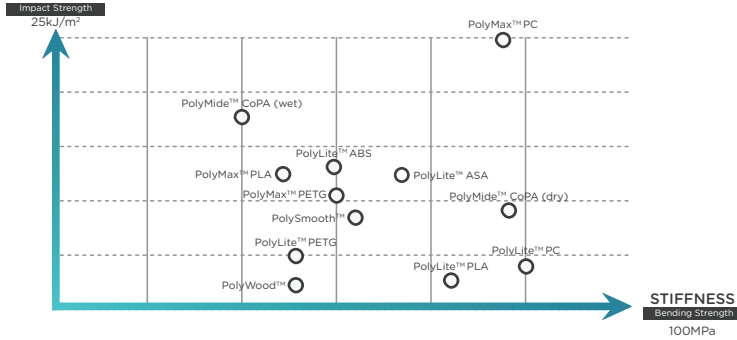 Impact Strength
25kJ/m²
PolyMax™ PC
PolyMide™ CoPA (wet)
PolyLite™ ABS
PolyMax™ PLA
PolyLite™ ASA
PolyMax™ PETG
PolyMide™ CoPA (dry)
PolySmooth™
PolyLite™ PETG
PolyLite™ PC
PolyLite™ PLA
PolyWood™
STIFFNESS
Bending Strength
100MPa